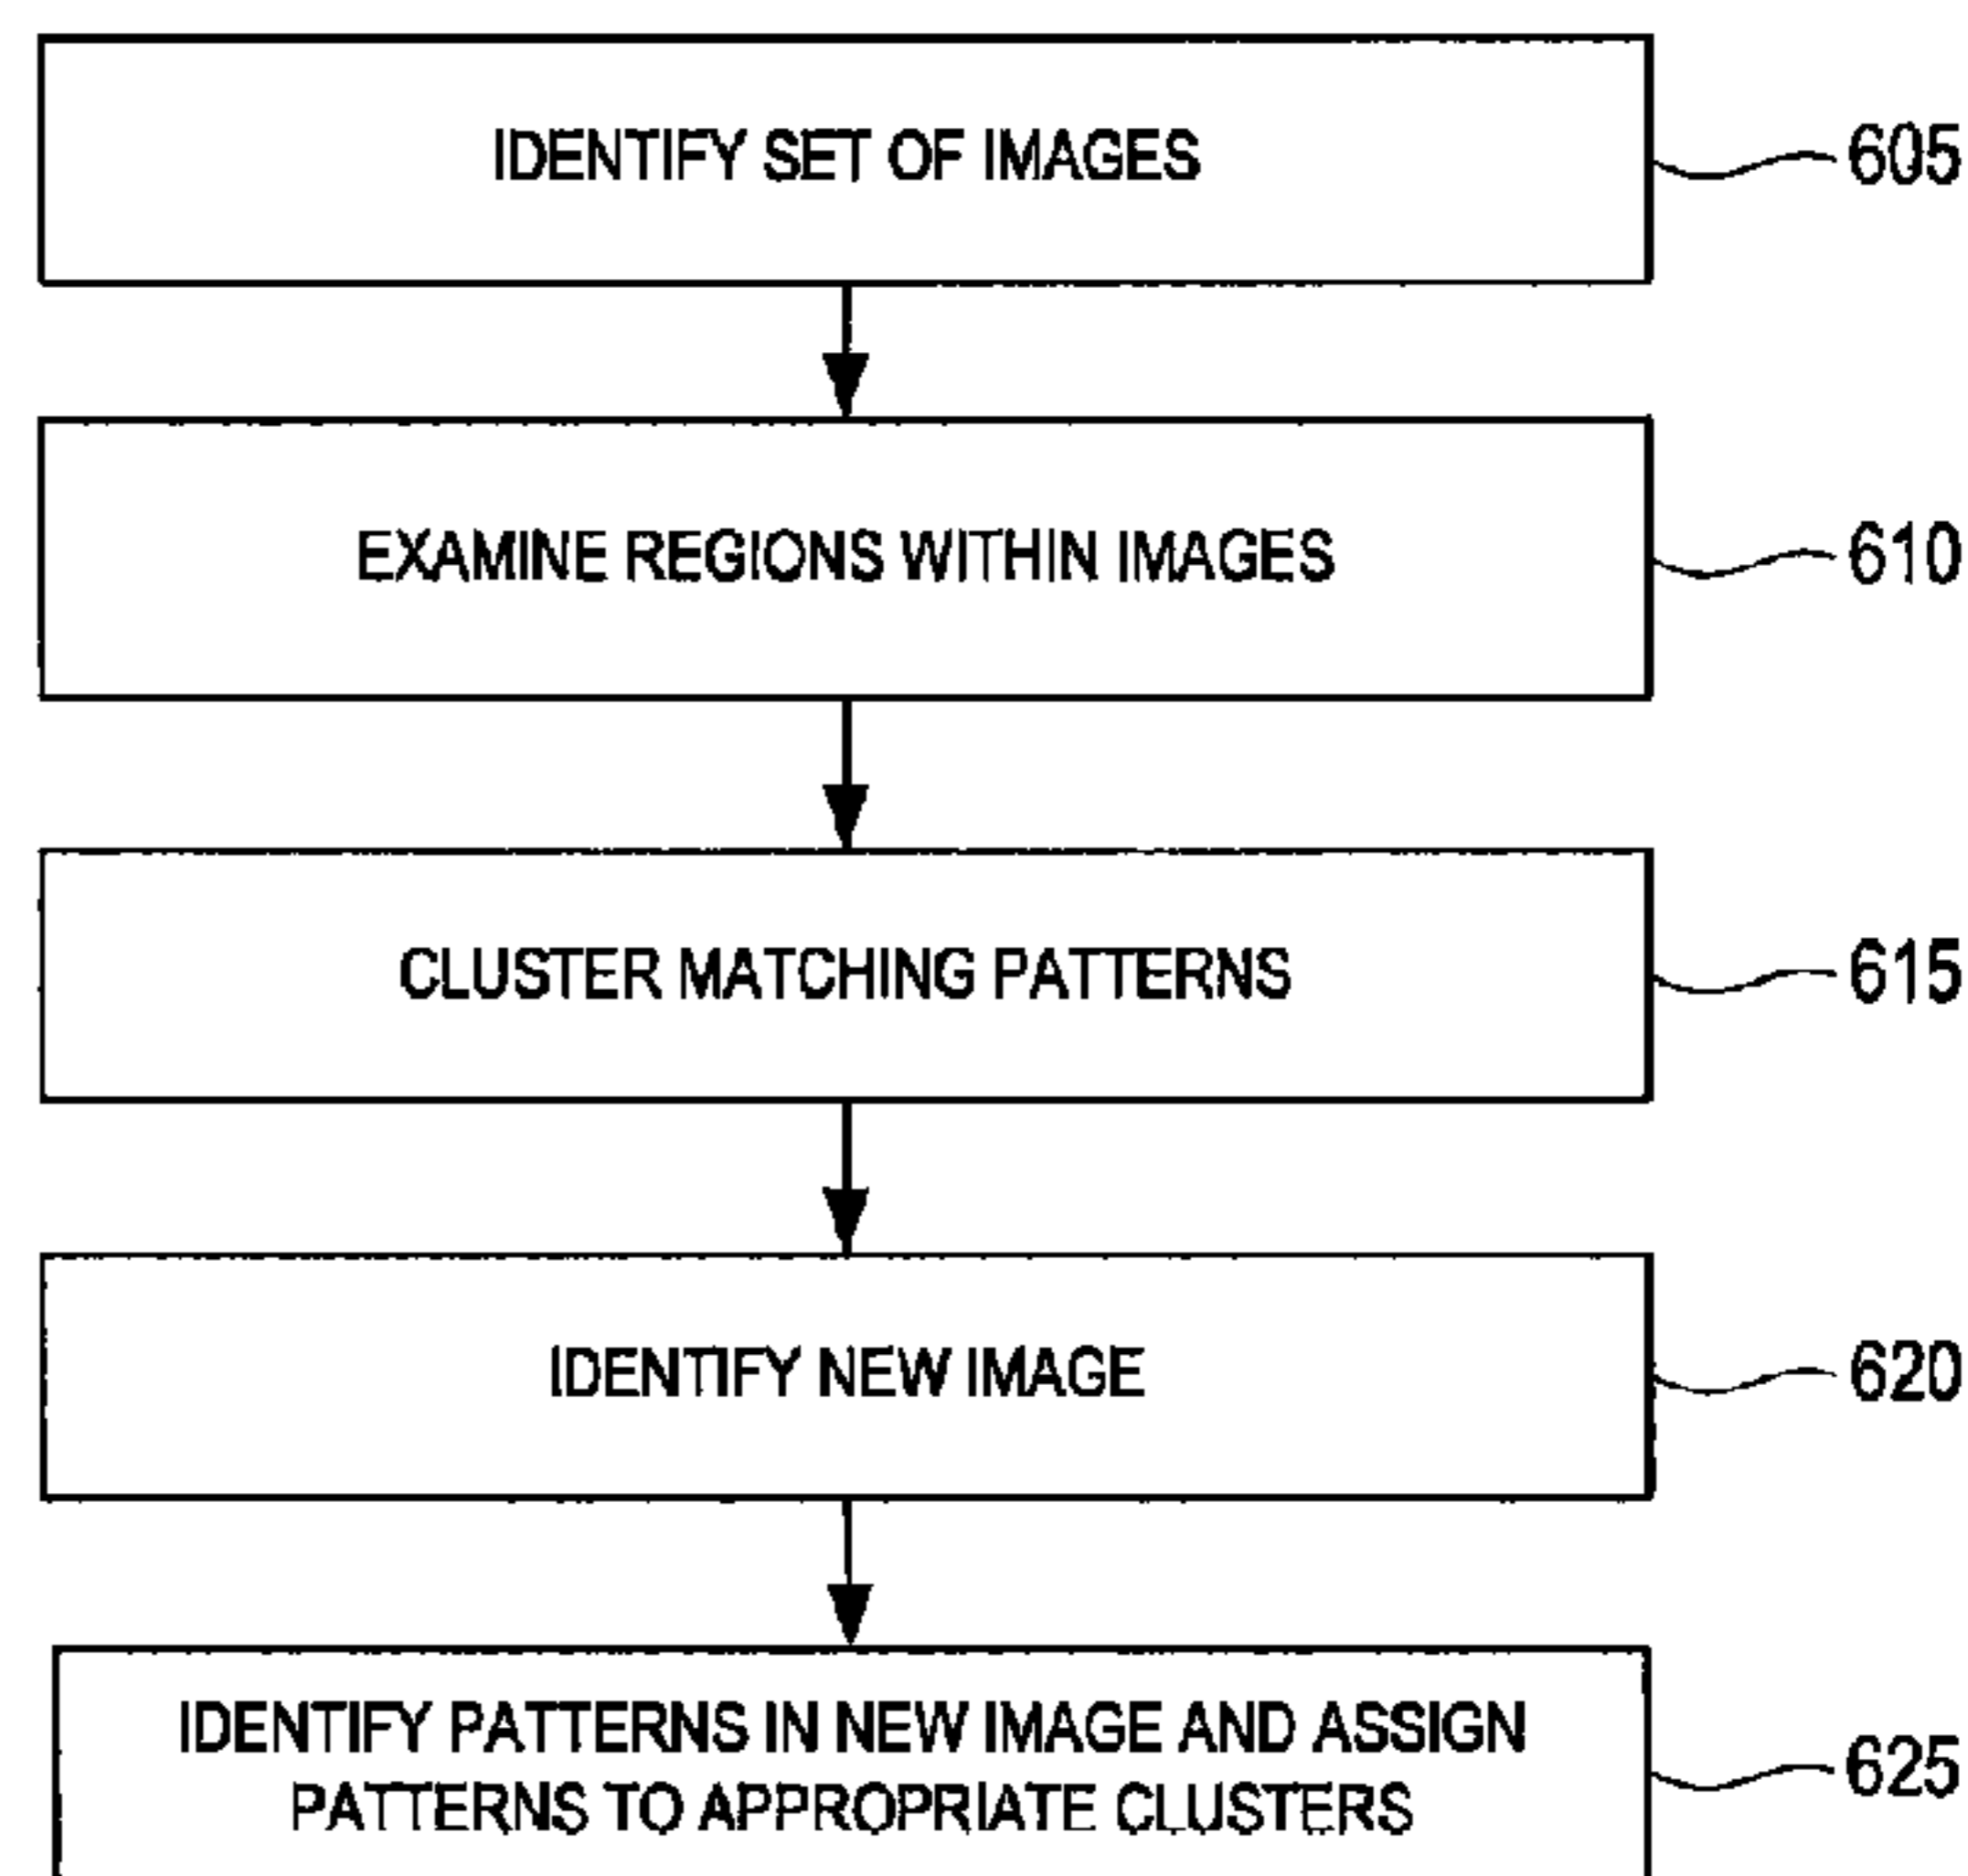 IDENTIFY SET OF IMAGES
605
EXAMINE REGIONS WITHIN IMAGES
610
CLUSTER MATCHING PATTERNS
615
IDENTIFY NEW IMAGE
620
IDENTIFY PATTERNS IN NEW IMAGE AND ASSIGN
PATTERNS TO APPROPRIATE CLUSTERS
625